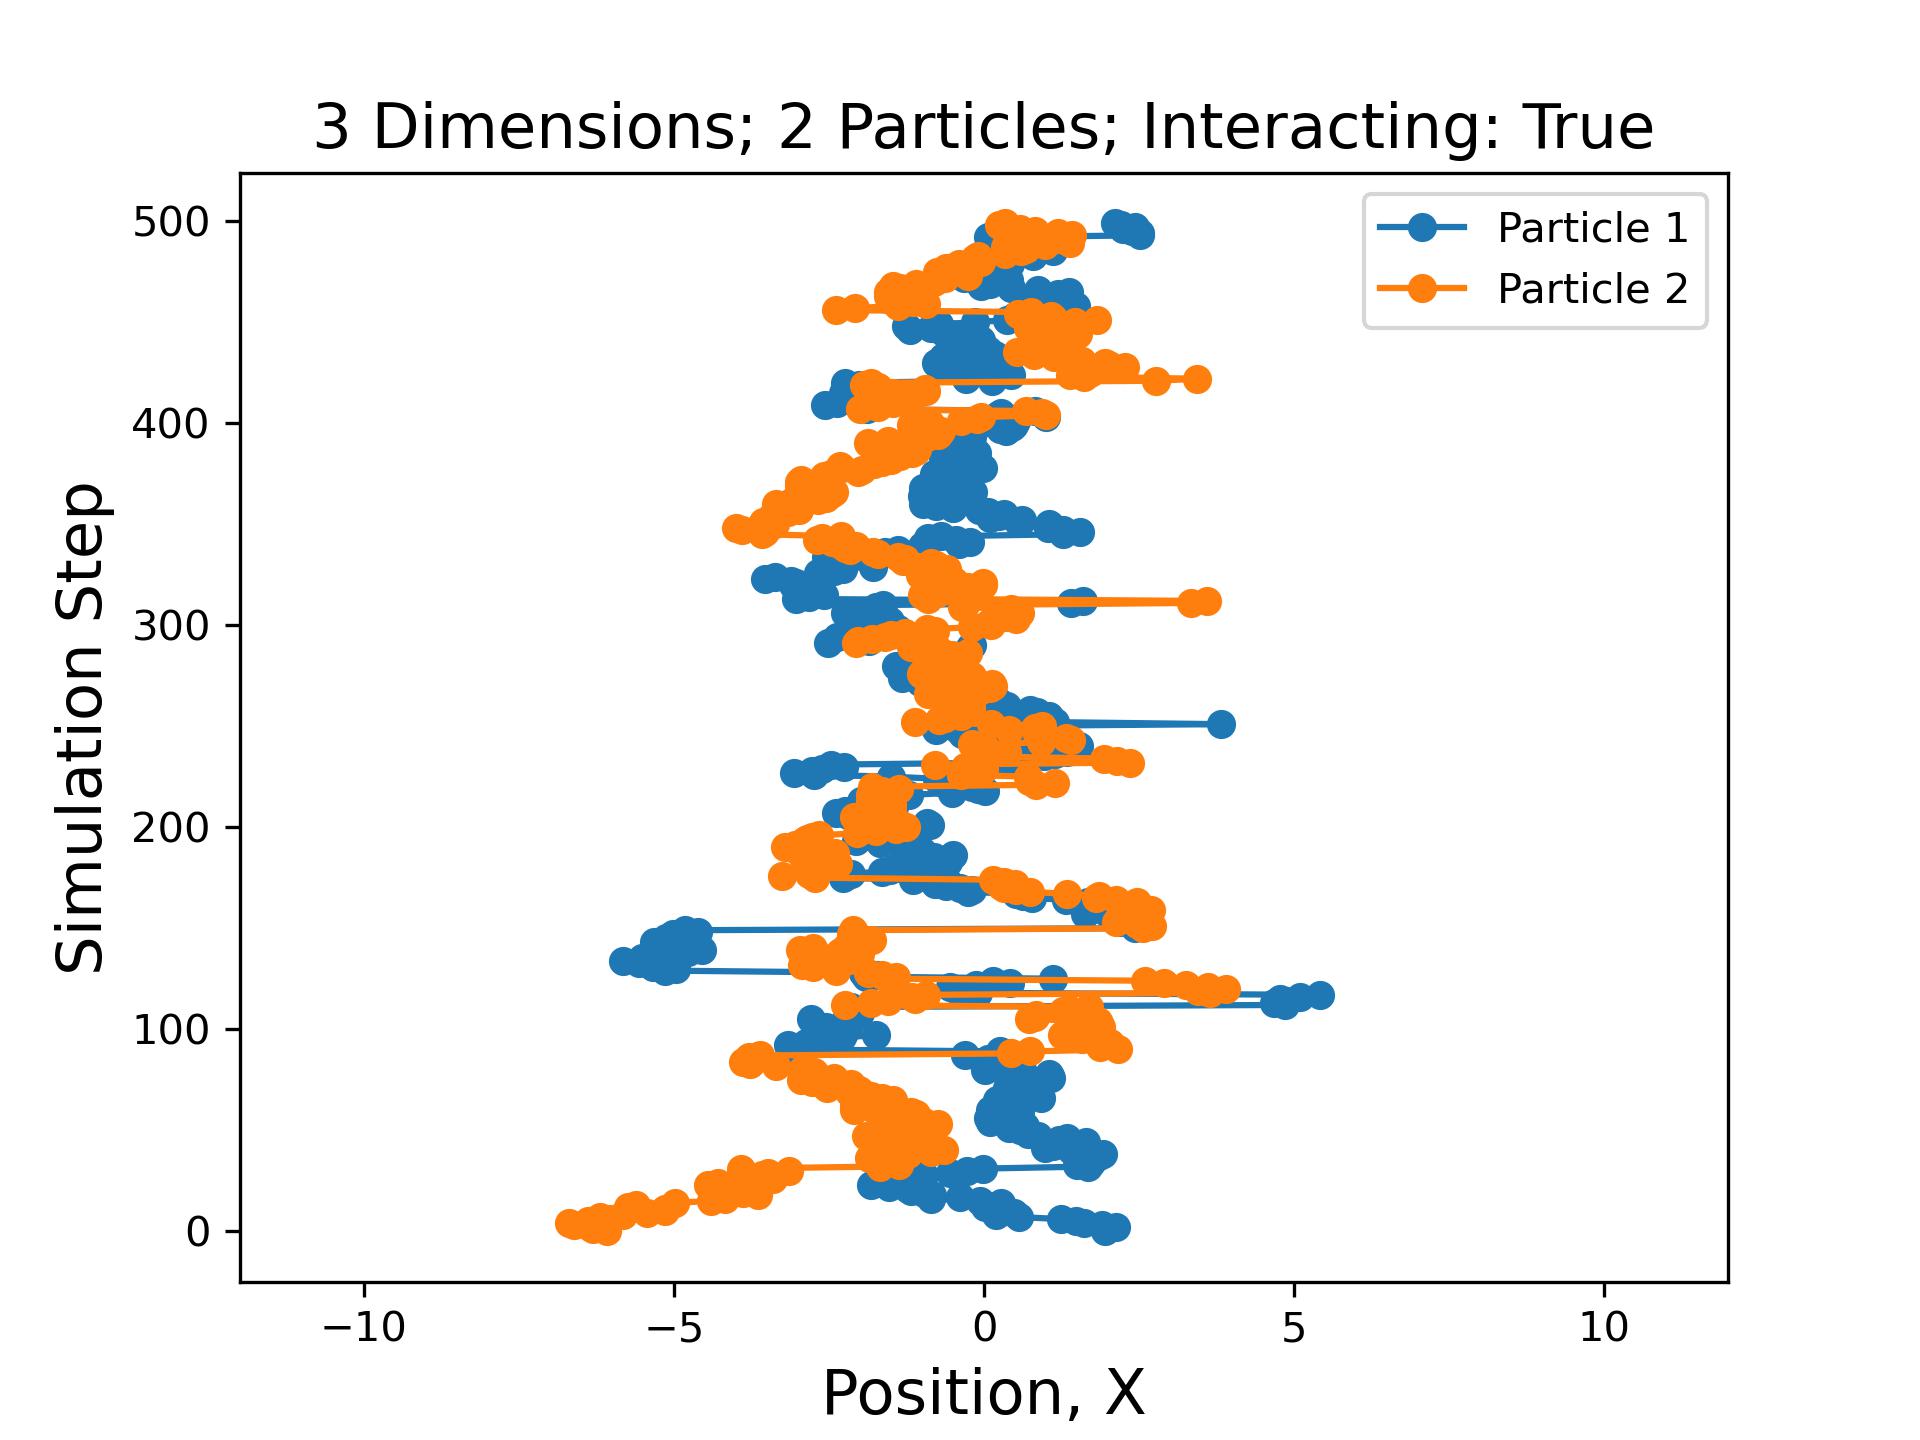 3 Dimensions; 2 Particles; Interacting: True
Particle 1
Particle 2
Simulation Step
500
400
300
200
100
0
−10
−5
0
5
10
Position, X